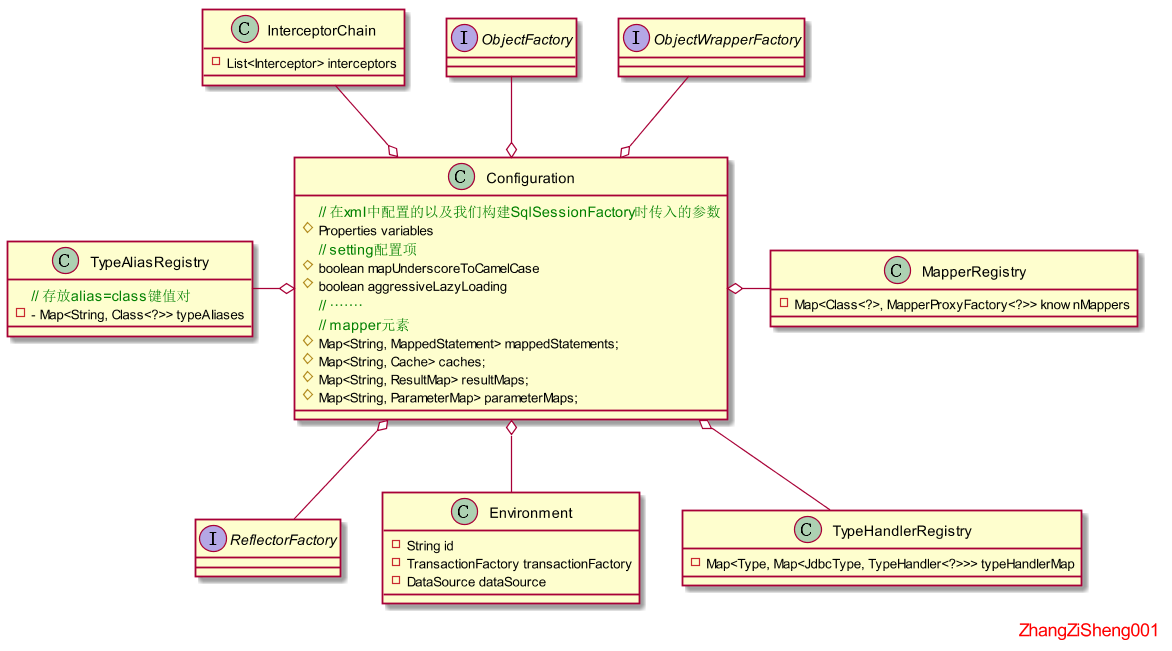 C InterceptorChain
List<Interceptor> interceptors
I ObjectFactory
I ObjectWrapperFactory
C Configuration
// 在xml中配置的以及我们构建SqlSessionFactory时传入的参数
Properties variables
// setting配置项
boolean mapUnderscoreToCamelCase
boolean aggressiveLazyLoading
// ·······
// mapper元素
Map<String, MappedStatement> mappedStatements;
Map<String, Cache> caches;
Map<String, ResultMap> resultMaps;
Map<String, ParameterMap> parameterMaps;
C TypeAliasRegistry
// 存放alias=class键值对
- Map<String, Class<?>> typeAliases
C MapperRegistry
Map<Class<?>, MapperProxyFactory<?>> knownMappers
I ReflectorFactory
C Environment
String id
TransactionFactory transactionFactory
DataSource dataSource
C TypeHandlerRegistry
Map<Type, Map<JdbcType, TypeHandler<?>>> typeHandlerMap
ZhangZiSheng001